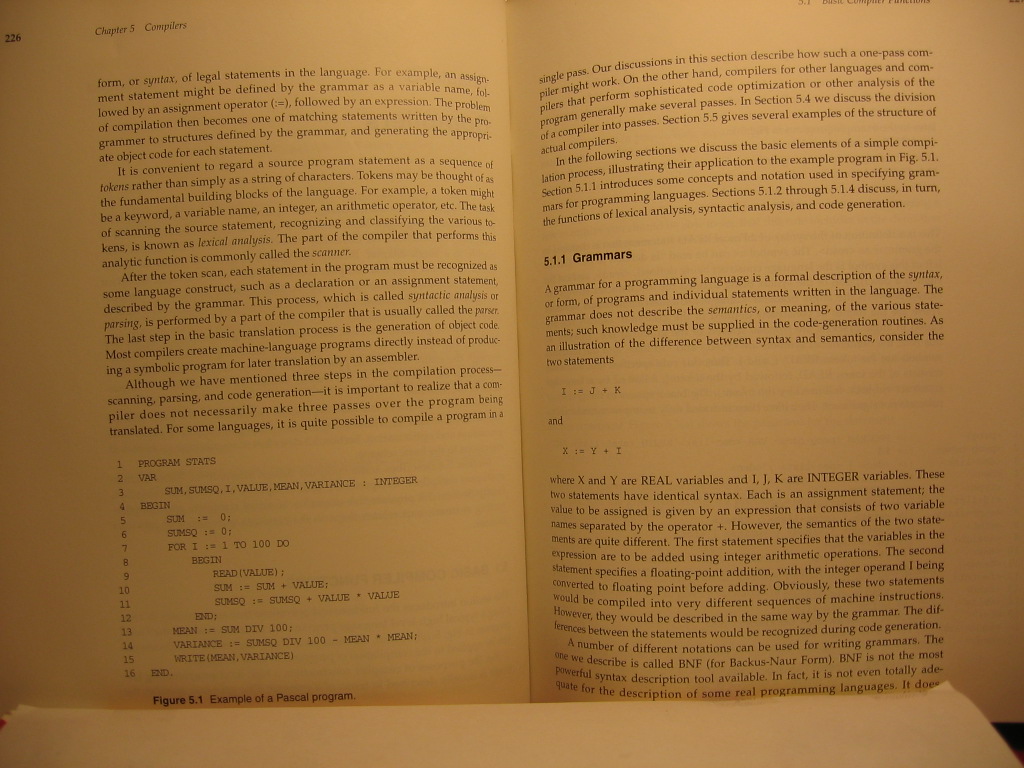 226
Chapter 5 Compilers
form, or syntax, of legal statements in the language. For example, an assign-
ment statement might be defined by the grammar as a variable name, fol-
lowed by an assignment operator (:=), followed by an expression. The problem
of compilation then becomes one of matching statements written by the pro-
grammer to structures defined by the grammar, and generating the appropri-
ate object code for each statement.
It is convenient to regard a source program statement as a sequence of
tokens rather than simply as a string of characters. Tokens may be thought of as
the fundamental building blocks of the language. For example, a token might
be a keyword, a variable name, an integer, an arithmetic operator, etc. The task
of scanning the source statement, recognizing and classifying the various to-
kens, is known as lexical analysis. The part of the compiler that performs this
analytic function is commonly called the scanner.
After the token scan, each statement in the program must be recognized as
some language construct, such as a declaration or an assignment statement,
described by the grammar. This process, which is called syntactic analysis or
parsing, is performed by a part of the compiler that is usually called the parser.
The last step in the basic translation process is the generation of object code.
Most compilers create machine-language programs directly instead of produc-
ing a symbolic program for later translation by an assembler.
Although we have mentioned three steps in the compilation process—
scanning, parsing, and code generation—it is important to realize that a com-
piler does not necessarily make three passes over the program being
translated. For some languages, it is quite possible to compile a program in a
1 PROGRAM STATS
2 VAR
3 SUM,SUMSQ,I,VALUE,MEAN,VARIANCE : INTEGER
4 BEGIN
5 SUM := 0;
6 SUMSQ := 0;
7 FOR I := 1 TO 100 DO
8 BEGIN
9 READ(VALUE);
10 SUM := SUM + VALUE;
11 SUMSQ := SUMSQ + VALUE * VALUE
12 END;
13 MEAN := SUM DIV 100;
14 VARIANCE := SUMSQ DIV 100 - MEAN * MEAN;
15 WRITE(MEAN,VARIANCE)
16 END.
Figure 5.1 Example of a Pascal program.
5.1 Basic Compiler Functions
single pass. Our discussions in this section describe how such a one-pass com-
piler might work. On the other hand, compilers for other languages and com-
pilers that perform sophisticated code optimization or other analysis of the
program generally make several passes. In Section 5.4 we discuss the division
of a compiler into passes. Section 5.5 gives several examples of the structure of
actual compilers.
In the following sections we discuss the basic elements of a simple compi-
lation process, illustrating their application to the example program in Fig. 5.1.
Section 5.1.1 introduces some concepts and notation used in specifying gram-
mars for programming languages. Sections 5.1.2 through 5.1.4 discuss, in turn,
the functions of lexical analysis, syntactic analysis, and code generation.
5.1.1 Grammars
A grammar for a programming language is a formal description of the syntax,
or form, of programs and individual statements written in the language. The
grammar does not describe the semantics, or meaning, of the various state-
ments; such knowledge must be supplied in the code-generation routines. As
an illustration of the difference between syntax and semantics, consider the
two statements
I := J + K
and
X := Y + I
where X and Y are REAL variables and I, J, K are INTEGER variables. These
two statements have identical syntax. Each is an assignment statement; the
value to be assigned is given by an expression that consists of two variable
names separated by the operator +. However, the semantics of the two state-
ments are quite different. The first statement specifies that the variables in the
expression are to be added using integer arithmetic operations. The second
statement specifies a floating-point addition, with the integer operand I being
converted to floating point before adding. Obviously, these two statements
would be compiled into very different sequences of machine instructions.
However, they would be described in the same way by the grammar. The dif-
ferences between the statements would be recognized during code generation.
A number of different notations can be used for writing grammars. The
one we describe is called BNF (for Backus-Naur Form). BNF is not the most
powerful syntax description tool available. In fact, it is not even totally ade-
quate for the description of some real programming languages. It does